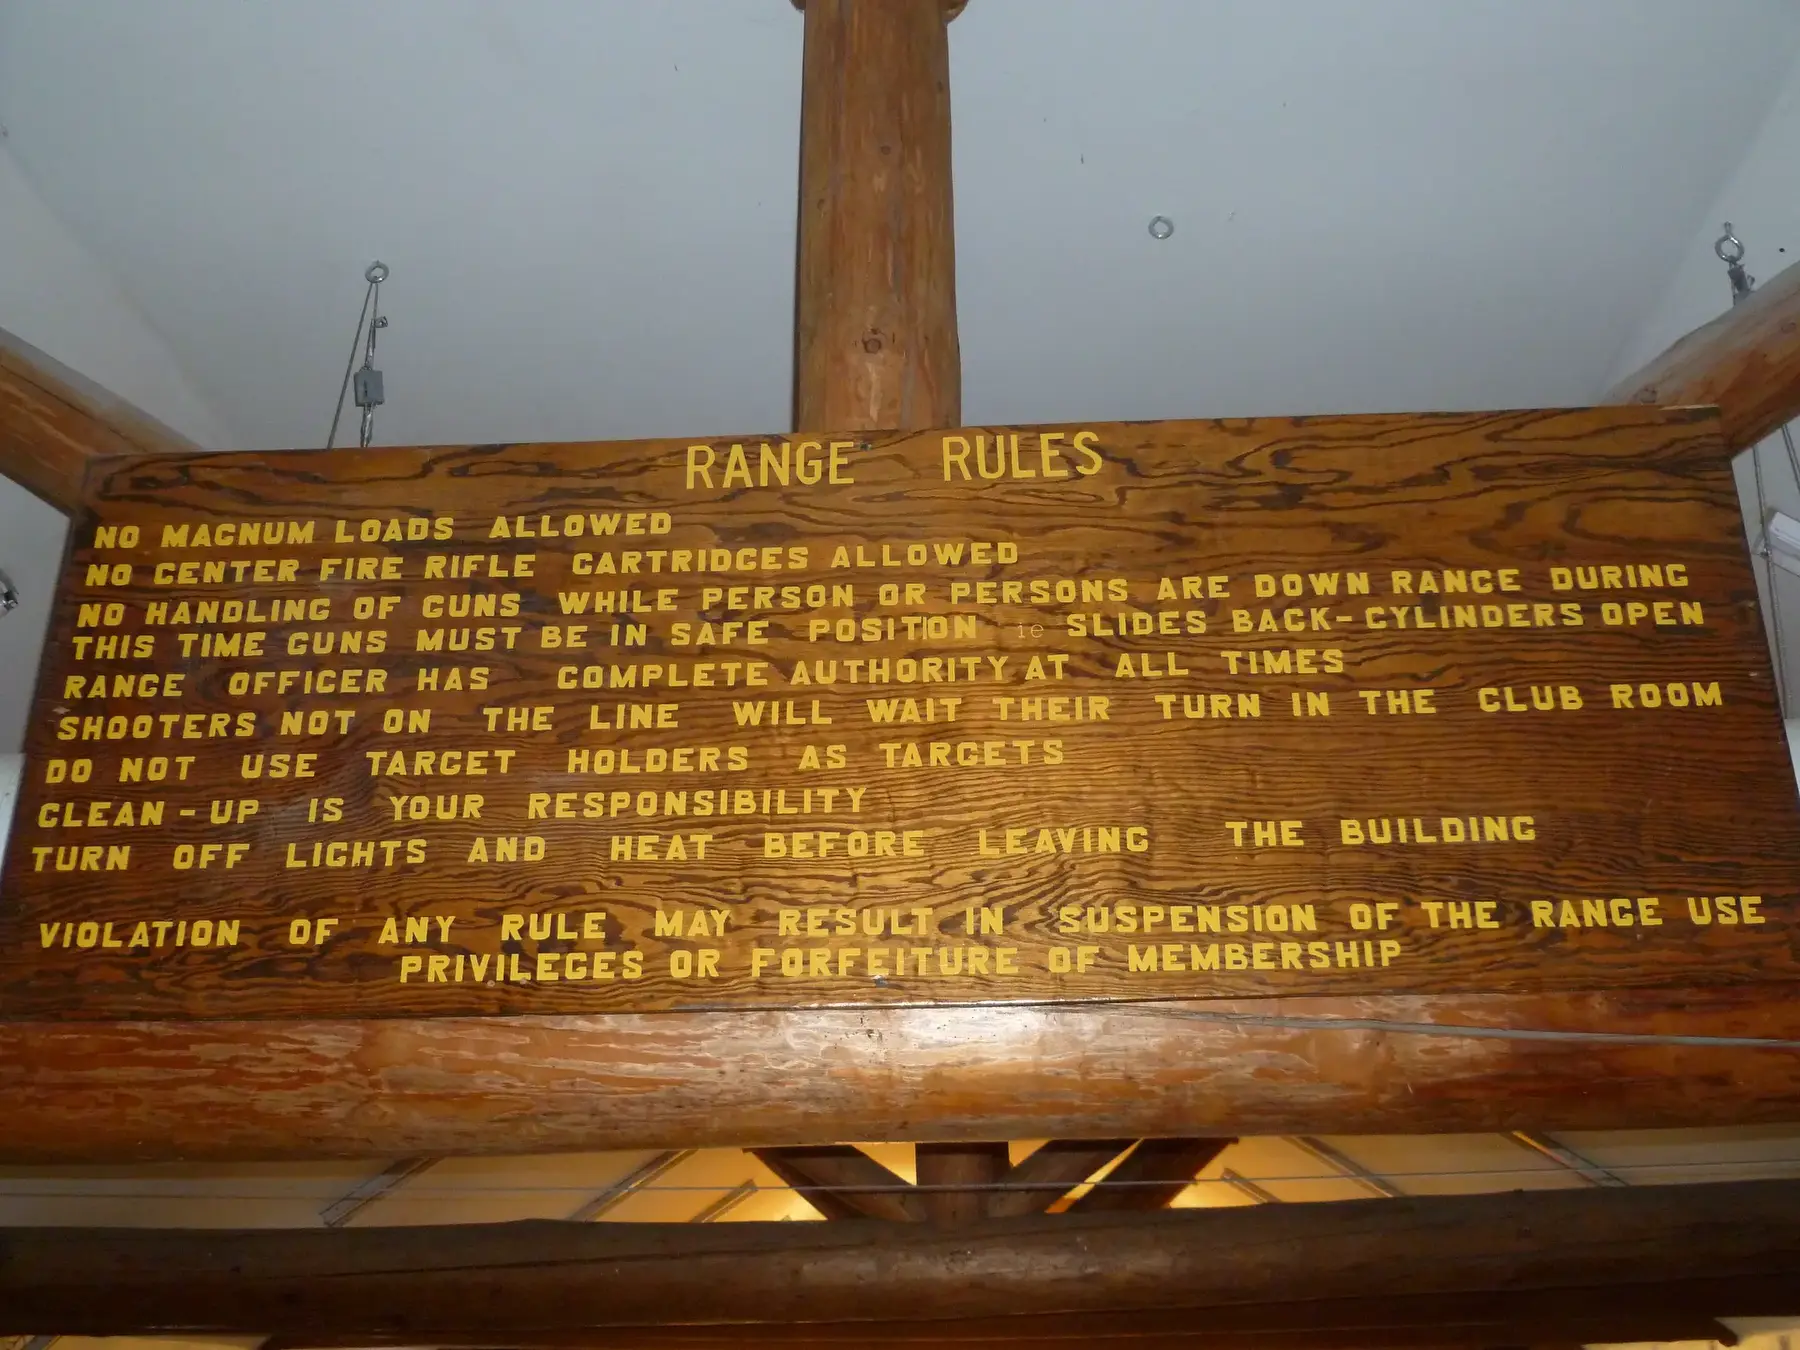 RANGE RULES
NO MAGNUM LOADS ALLOWED
NO CENTER FIRE RIFLE CARTRIDGES ALLOWED
NO HANDLING OF GUNS WHILE PERSON OR PERSONS ARE DOWN RANGE DURING
THIS TIME GUNS MUST BE IN SAFE POSITION ie SLIDES BACK-CYLINDERS OPEN
RANGE OFFICER HAS COMPLETE AUTHORITY AT ALL TIMES
SHOOTERS NOT ON THE LINE WILL WAIT THEIR TURN IN THE CLUB ROOM
DO NOT USE TARGET HOLDERS AS TARGETS
CLEAN-UP IS YOUR RESPONSIBILITY
TURN OFF LIGHTS AND HEAT BEFORE LEAVING THE BUILDING
VIOLATION OF ANY RULE MAY RESULT IN SUSPENSION OF THE RANGE USE
PRIVILEGES OR FORFEITURE OF MEMBERSHIP